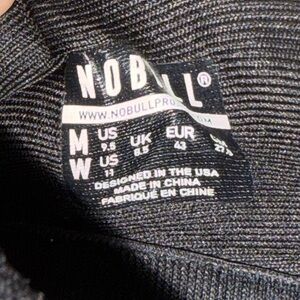 NOBULL®
WWW.NOBULLPRO
M US UK EUR
9.5 8.5 43
W US
11
DESIGNED IN THE USA
MADE IN CHINA
FABRIQUÉ EN CHINE